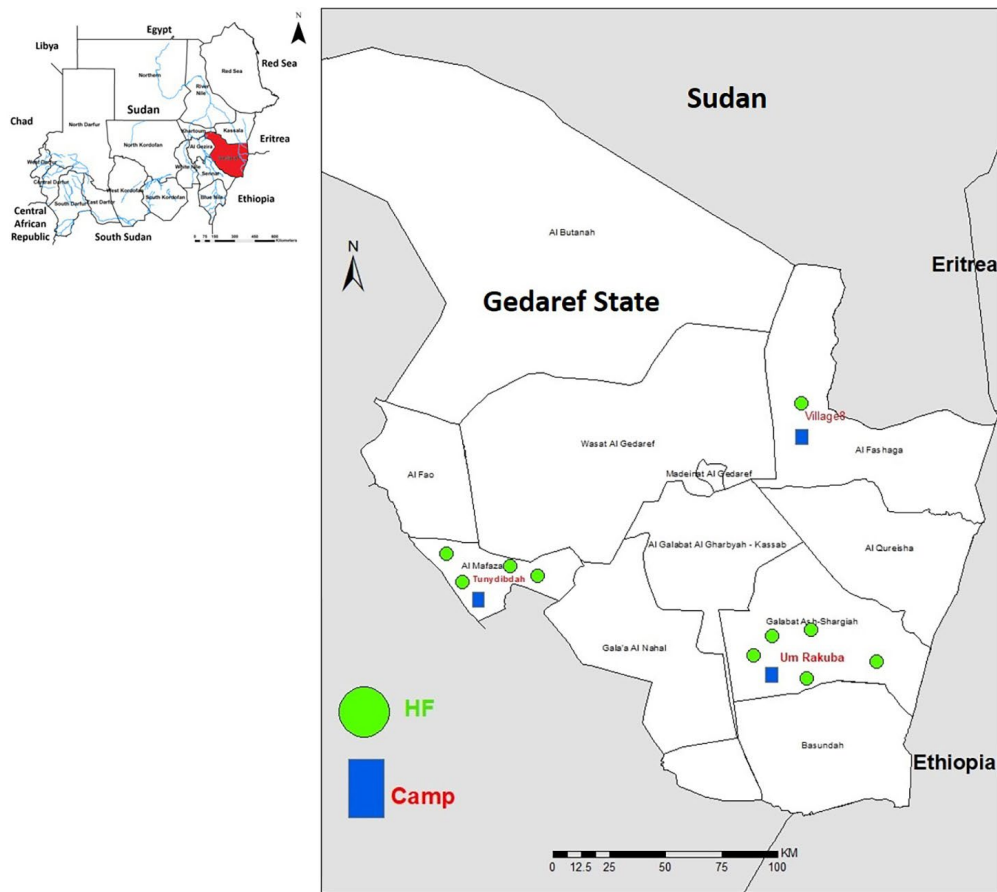 Egypt
N
Libya
Red Sea
Red Sea
Northern
River
Nile
Sudan
Chad
North Darfur
Khartoum
Kassala
Eritrea
North Kordofan
Al Gezira
West Darfur
White Nile
Central Darfur
Sennar
West Kordofan
South Darfur
East Darfur
South Kordofan
Blue Nile
Ethiopia
Central
African
Republic
South Sudan
Kilometers
Sudan
Al Butanah
N
Eritrea
Gedaref State
Village8
Wasat Al Gedaref
Al Fashaga
Al Fao
Madeinat Al Gedaref
Al Galabat Al Gharbyah - Kassab
Al Qureisha
Al Mafaza
Tunydibdah
Galabat Ash-Shargiah
Gala'a Al Nahal
Um Rakuba
HF
Basundah
Ethiopia
Camp
KM
0 12.5 25 50 75 100